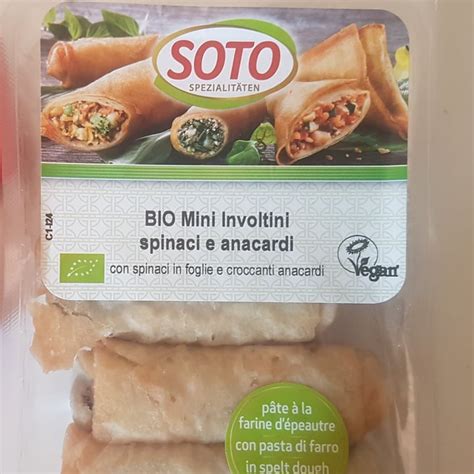 SOTO
SPEZIALITÄTEN
C1-I24
BIO Mini Involtini
spinaci e anacardi
con spinaci in foglie e croccanti anacardi
Vegan
pâte à la
farine d'épeautre
con pasta di farro
in spelt dough